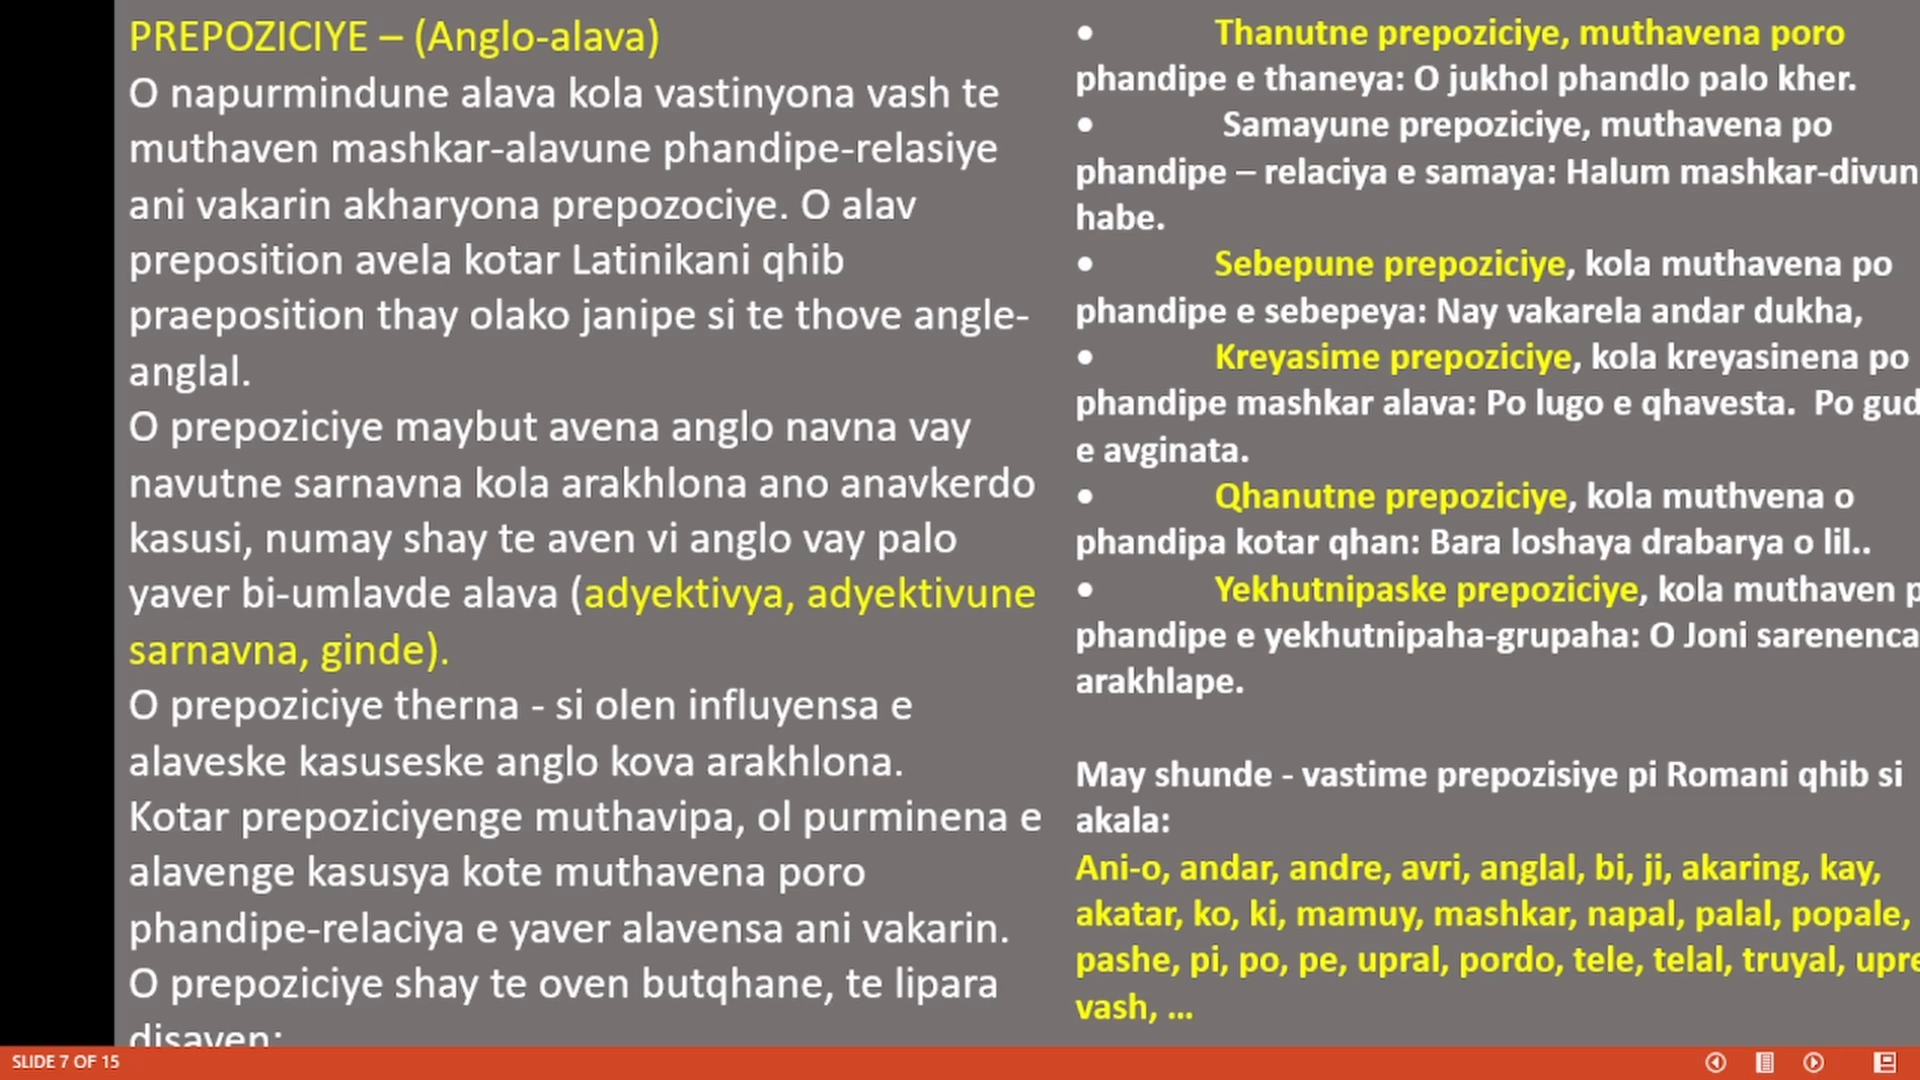 PREPOZICIYE – (Anglo-alava)
O napurmindune alava kola vastinyona vash te
muthaven mashkar-alavune phandipe-relasiye
ani vakarin akharyona prepozociye. O alav
preposition avela kotar Latinikani qhib
praeposition thay olako janipe si te thove angle-
anglal.
O prepoziciye maybut avena anglo navna vay
navutne sarnavna kola arakhlona ano anavkerdo
kasusi, numay shay te aven vi anglo vay palo
yaver bi-umlavde alava (adyektivya, adyektivune
sarnavna, ginde).
O prepoziciye therna - si olen influyensa e
alaveske kasuseske anglo kova arakhlona.
Kotar prepoziciyenge muthavipa, ol purminena e
alavenge kasusya kote muthavena poro
phandipe-relaciya e yaver alavensa ani vakarin.
O prepoziciye shay te oven butqhane, te lipara
disaven:
• Thanutne prepoziciye, muthavena poro
phandipe e thaneya: O jukhol phandlo palo kher.
• Samayune prepoziciye, muthavena po
phandipe – relaciya e samaya: Halum mashkar-divun
habe.
• Sebepune prepoziciye, kola muthavena po
phandipe e sebepeya: Nay vakarela andar dukha,
• Kreyasime prepoziciye, kola kreyasinena po
phandipe mashkar alava: Po lugo e qhavesta. Po gud
e avginata.
• Qhanutne prepoziciye, kola muthvena o
phandipa kotar qhan: Bara loshaya drabarya o lil..
• Yekhutnipaske prepoziciye, kola muthaven p
phandipe e yekhutnipaha-grupaha: O Joni sarenenca
arakhlape.
May shunde - vastime prepozisiye pi Romani qhib si
akala:
Ani-o, andar, andre, avri, anglal, bi, ji, akaring, kay,
akatar, ko, ki, mamuy, mashkar, napal, palal, popale,
pashe, pi, po, pe, upral, pordo, tele, telal, truyal, upre
vash, ...
SLIDE 7 OF 15